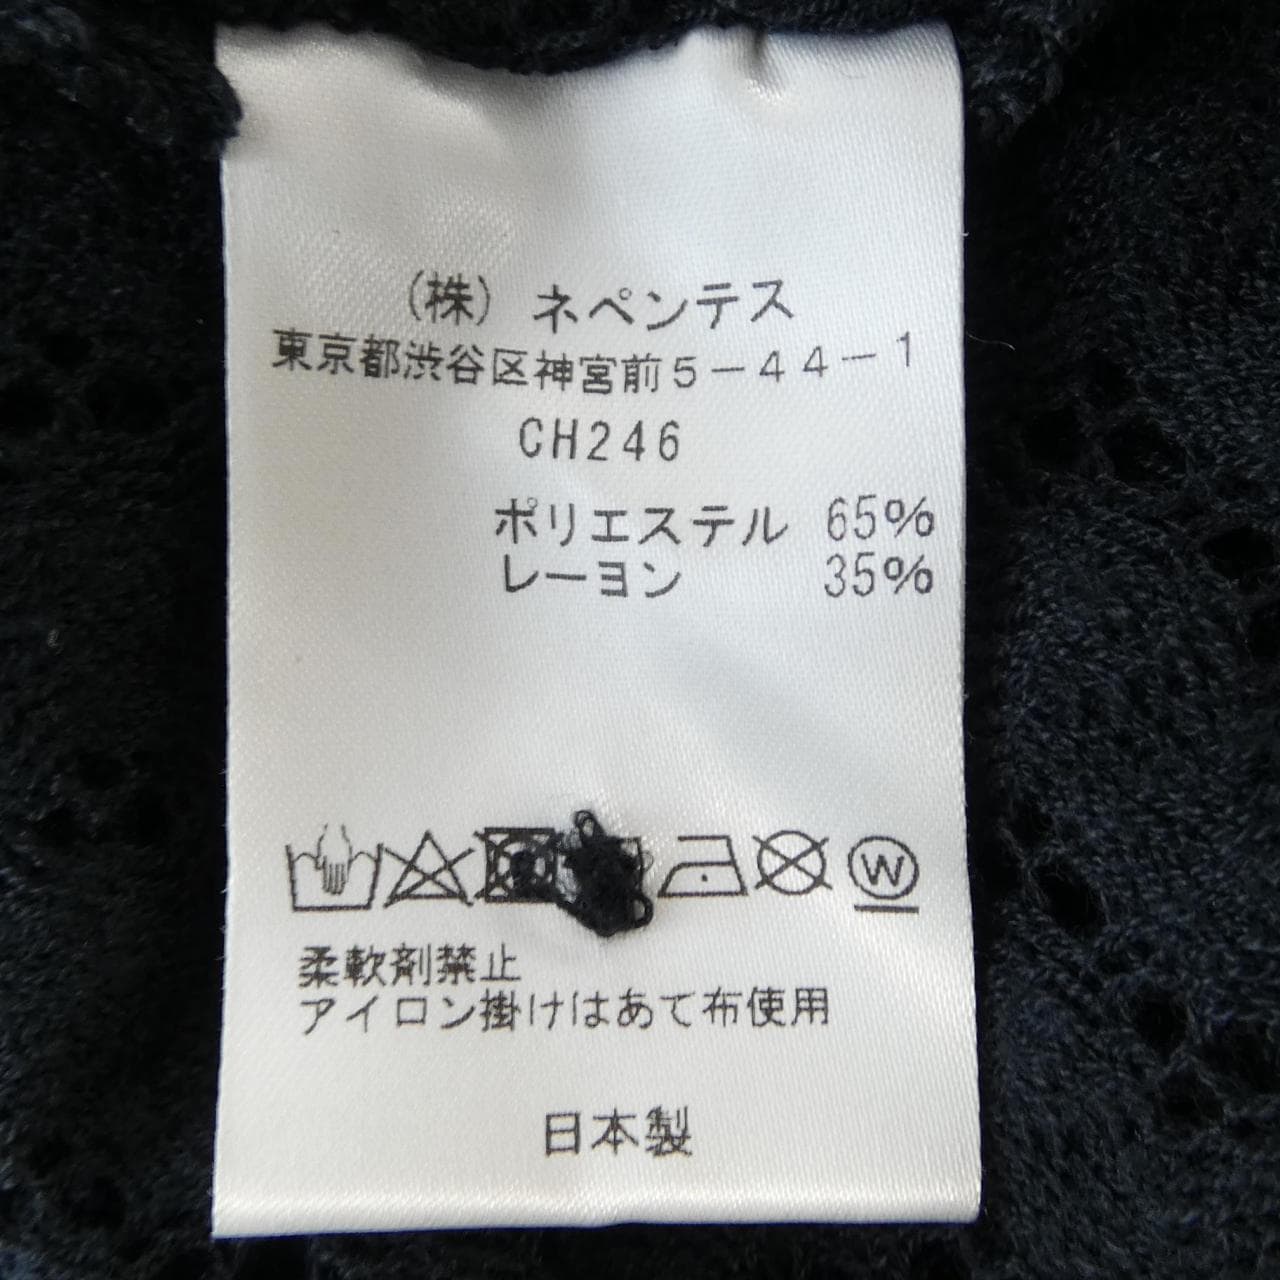 (株) ネペンテス
東京都渋谷区神宮前5-44-1
CH246
ポリエステル 65%
レーヨン 35%
W
柔軟剤禁止
アイロン掛けはあて布使用
日本製